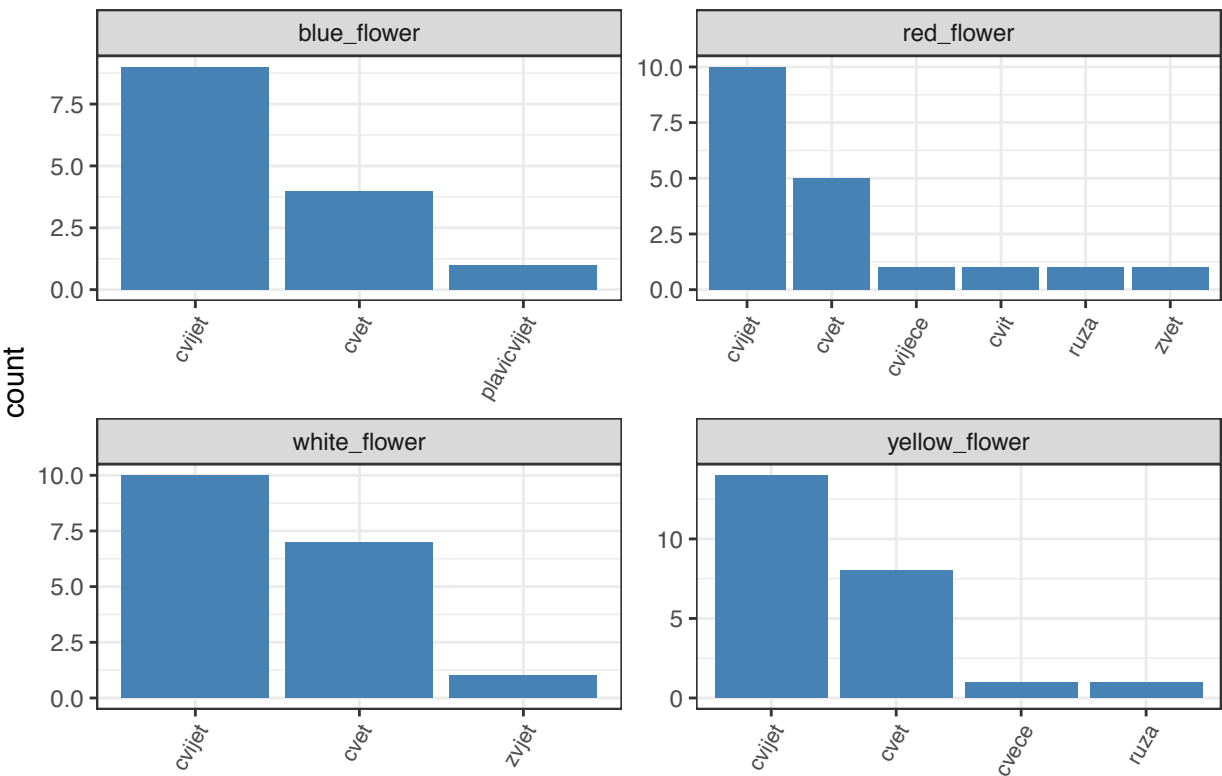 blue_flower
red_flower
7.5
5.0
2.5
0.0
10.0
7.5
5.0
2.5
0.0
cvijet
cvet
plavicvijet
cvijet
cvet
cvijece
cvit
ruza
zvet
count
white_flower
yellow_flower
10.0
7.5
5.0
2.5
0.0
10
5
0
cvijet
cvet
zvjet
cvijet
cvet
cvece
ruza